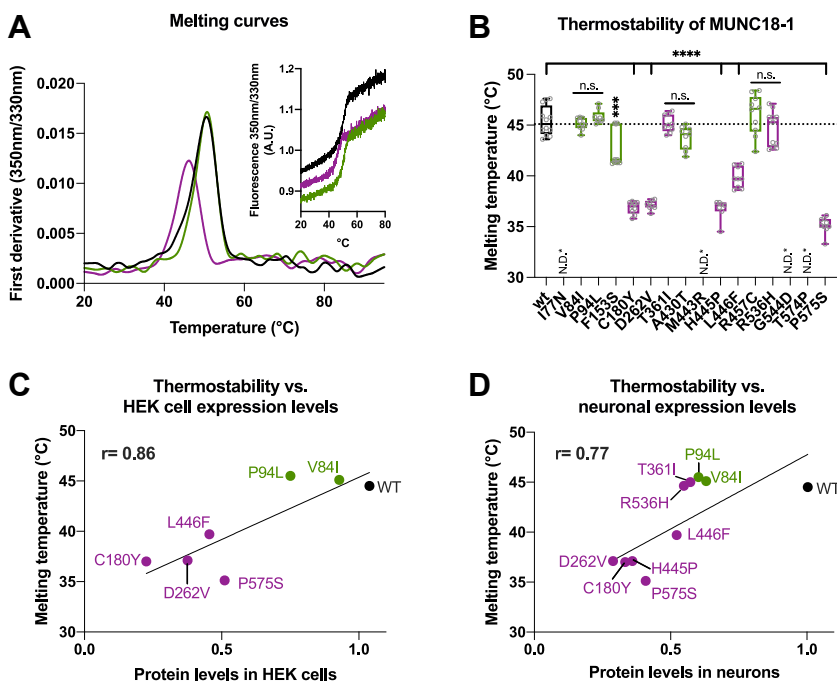 A
Melting curves
First derivative (350nm/330nm)
0.020
0.015
0.010
0.005
0.000
20
40
60
80
Temperature (°C)
Fluorescence 350nm/330nm
(A.U.)
1.2
1.1
1.0
0.9
20 40 60 80
°C
B
Thermostability of MUNC18-1
****
n.s.
***
n.s.
n.s.
Melting temperature (°C)
50
45
40
35
30
N.D.*
N.D.*
N.D.*
N.D.*
wt
I77N
V84I
P94L
F153S
C180Y
D262V
T361I
A430T
M443R
H445P
L446F
R457C
R536H
G544D
T574P
P575S
C
Thermostability vs.
HEK cell expression levels
r= 0.86
Melting temperature (°C)
50
45
40
35
30
P94L
V84I
WT
L446F
C180Y
D262V
P575S
0.0
0.5
1.0
Protein levels in HEK cells
D
Thermostability vs.
neuronal expression levels
r= 0.77
Melting temperature (°C)
50
45
40
35
30
P94L
T361I
V84I
R536H
WT
L446F
D262V
H445P
C180Y
P575S
0.0
0.5
1.0
Protein levels in neurons